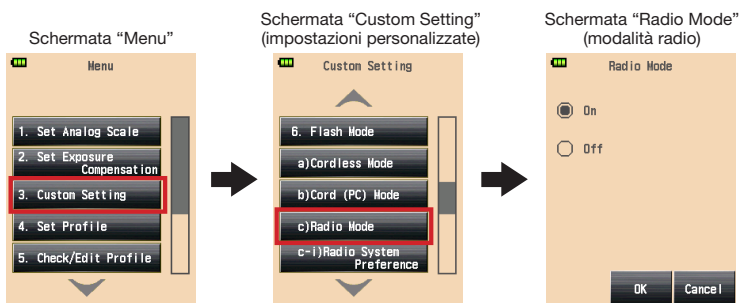 Schermata “Menu”
Menu
1. Set Analog Scale
2. Set Exposure
Compensation
3. Custom Setting
4. Set Profile
5. Check/Edit Profile
Schermata “Custom Setting”
(impostazioni personalizzate)
Custom Setting
6. Flash Mode
a)Cordless Mode
b)Cord (PC) Mode
c)Radio Mode
c-i)Radio System
Preference
Schermata “Radio Mode”
(modalità radio)
Radio Mode
On
Off
OK Cancel